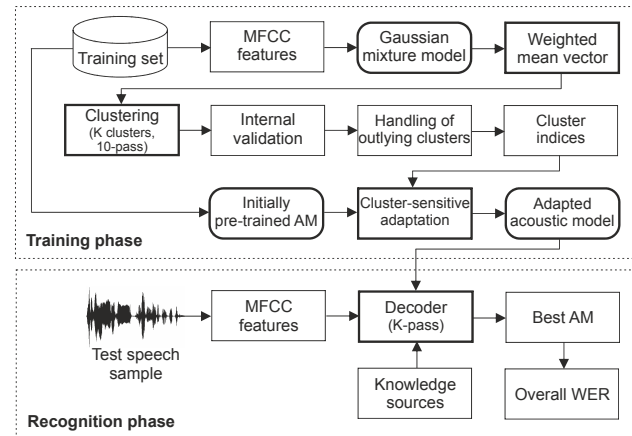 Training set
MFCC
features
Gaussian
mixture model
Weighted
mean vector
Clustering
(K clusters,
10-pass)
Internal
validation
Handling of
outlying clusters
Cluster
indices
Initially
pre-trained AM
Cluster-sensitive
adaptation
Adapted
acoustic model
Training phase
Test speech
sample
MFCC
features
Decoder
(K-pass)
Best AM
Knowledge
sources
Overall WER
Recognition phase